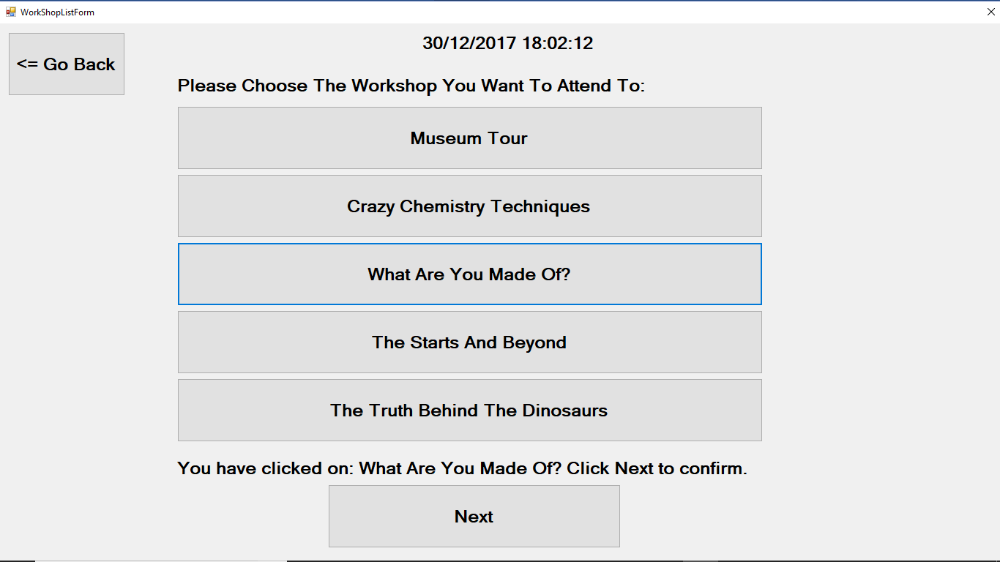 WorkShopListForm
<= Go Back
30/12/2017 18:02:12
Please Choose The Workshop You Want To Attend To:
Museum Tour
Crazy Chemistry Techniques
What Are You Made Of?
The Starts And Beyond
The Truth Behind The Dinosaurs
You have clicked on: What Are You Made Of? Click Next to confirm.
Next